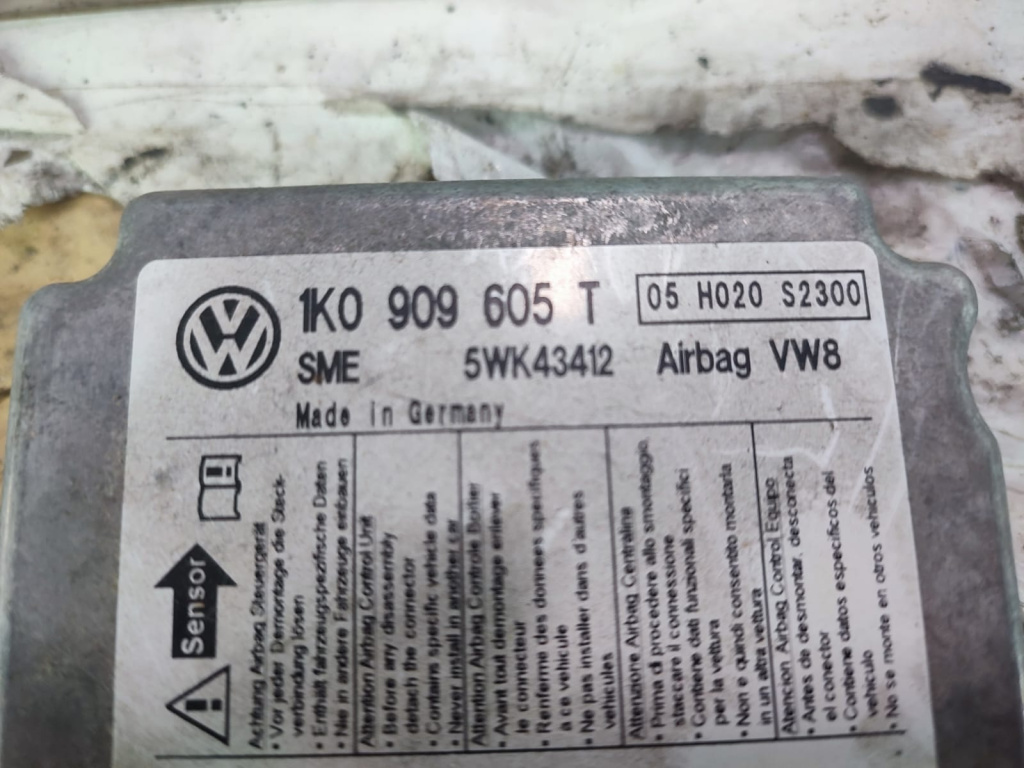 1K0 909 605 T
05 H020 S2300
SME 5WK43412 Airbag VW8
Made in Germany
Sensor
Achtung Airbag Steuergerät
• Vor jeder Demontage die Steck-
verbindung lösen
• Enthält fahrzeugspezifische Daten
• Nie in andere Fahrzeuge einbauen
Attention Airbag Control Unit
• Before any disassembly
detach the connector
• Contains specific vehicle data
• Never install in another car
Attention Airbag Controle Boitier
• Avant tout demontage enlever
le connecteur
• Renferme des donnees specifiques
a ce vehicule
• Ne pas installer dans d'autres
vehicules
Attenzione Airbag Centralina
• Prima di procedere allo smontaggio,
staccare il connessione
• Contiene dati funzionali specifici
per la vettura
• Non e quindi consentito montarla
in un altra vettura
Atencion Airbag Control Equipo
• Antes de desmontar, desconecta
el conector
• Contiene datos especificos del
vehiculo
• No se monte en otros vehiculos